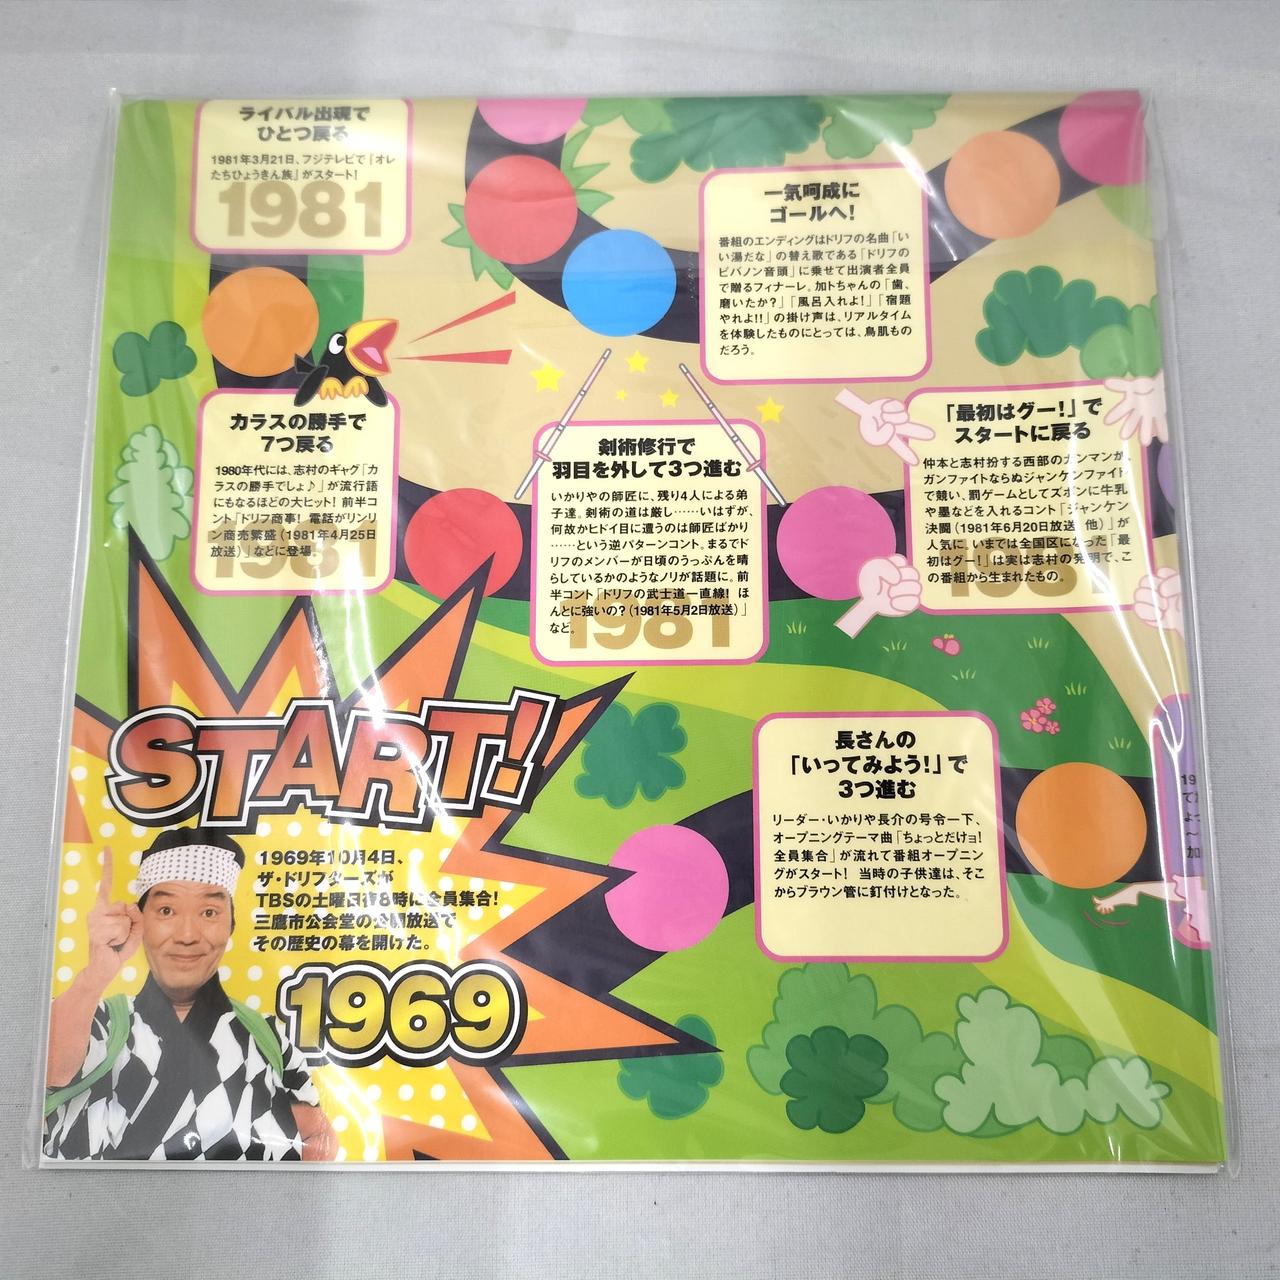 ライバル出現で
ひとつ戻る
1981年3月21日、フジテレビで「オレ
たちひょうきん族」がスタート!
1981
一気呵成に
ゴールへ!
番組のエンディングはドリフの名曲「い
い湯だな」の替え歌である「ドリフの
ビバノン音頭」に乗せて出演者全員
で贈るフィナーレ。加トちゃんの「歯、
磨いたか?」「風呂入れよ!」「宿題
やれよ!!」の掛け声は、リアルタイム
を体験したものにとっては、鳥肌もの
だろう。
カラスの勝手で
7つ戻る
1980年代には、志村のギャグ「カ
ラスの勝手でしょ♪」が流行語
にもなるほどの大ヒット! 前半コ
ント「ドリフ商事! 電話がリンリ
ン商売繁盛(1981年4月25日
放送)」などに登場。
1981
剣術修行で
羽目を外して3つ進む
いかりやの師匠に、残り4人による弟
子達。剣術の道は厳し……いはずが、
何故かヒドイ目に遭うのは師匠ばかり
……という逆パターンコント。まるでド
リフのメンバーが日頃のうっぷんを晴
らしているかのようなノリが話題に。前
半コント「ドリフの武士道一直線! ほ
んとに強いの?(1981年5月2日放送)」
など。
1981
「最初はグー!」で
スタートに戻る
仲本と志村扮する西部のガンマンが、
ガンファイトならぬジャンケンファイト
で競い、罰ゲームとしてズボンに牛乳
や墨などを入れるコント「ジャンケン
決闘(1981年6月20日放送 他)」が
人気に。いまでは全国区になった「最
初はグー!」は実は志村の発明で、こ
の番組から生まれたもの。
1981
START!
1969年10月4日、
ザ・ドリフターズが
TBSの土曜日夜8時に全員集合!
三鷹市公会堂の公開放送で
その歴史の幕を開けた。
1969
長さんの
「いってみよう!」で
3つ進む
リーダー・いかりや長介の号令一下、
オープニングテーマ曲「ちょっとだけョ!
全員集合」が流れて番組オープニン
グがスタート! 当時の子供達は、そこ
からブラウン管に釘付けとなった。
19
加